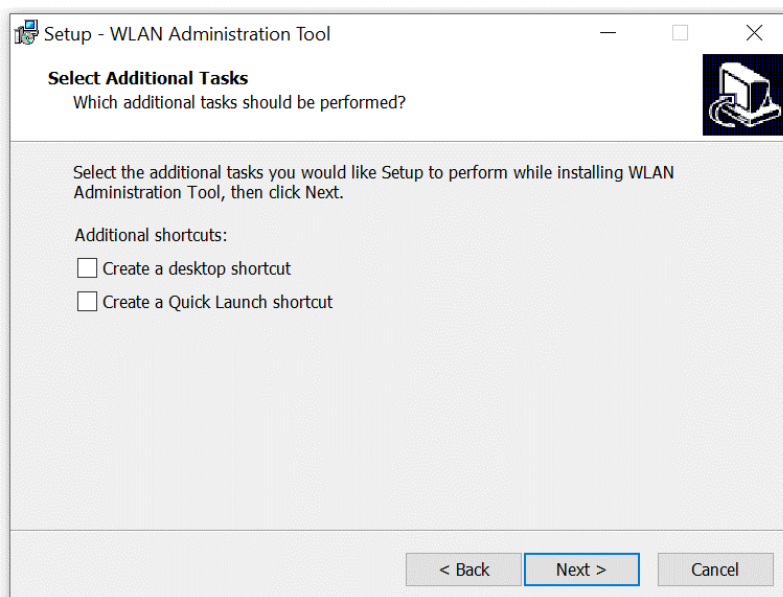 Setup - WLAN Administration Tool
Select Additional Tasks
Which additional tasks should be performed?
Select the additional tasks you would like Setup to perform while installing WLAN
Administration Tool, then click Next.
Additional shortcuts:
Create a desktop shortcut
Create a Quick Launch shortcut
< Back
Next >
Cancel